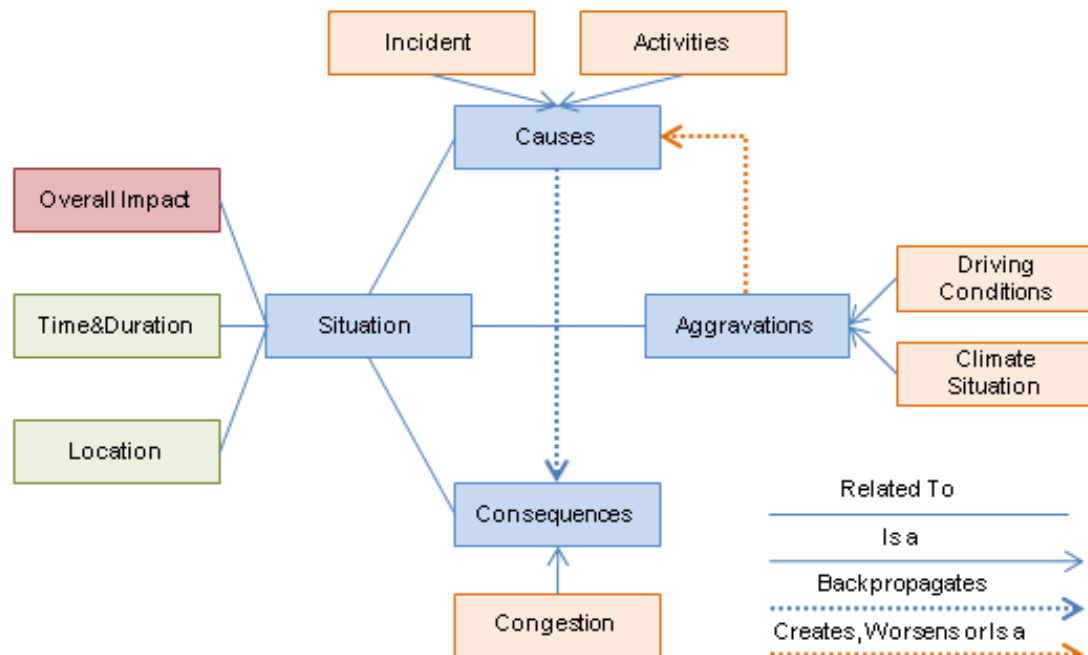 Incident
Activities
Causes
Overall Impact
Driving
Conditions
Time&Duration
Situation
Aggravations
Climate
Situation
Location
Consequences
Related To
Is a
Backpropagates
Congestion
Creates, Worsens or Is a